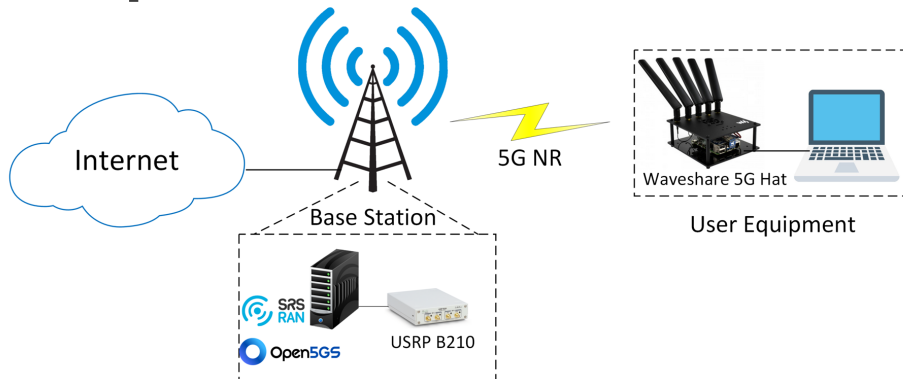 Internet
5G NR
Waveshare 5G Hat
User Equipment
Base Station
SRS
RAN
Open5GS
USRP B210